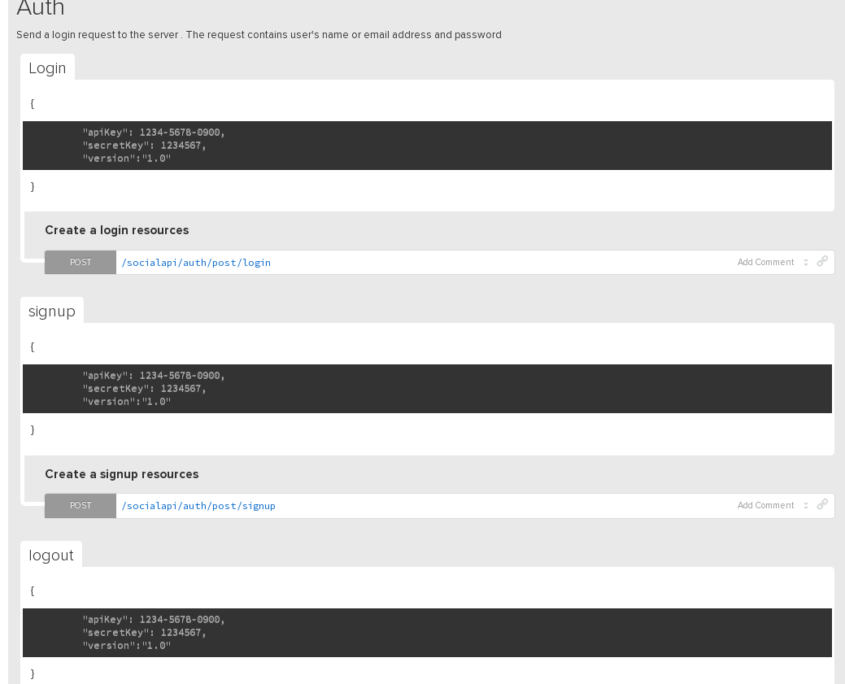 Auth
Send a login request to the server . The request contains user's name or email address and password
Login
{
"apiKey": 1234-5678-0900,
"secretKey": 1234567,
"version":"1.0"
}
Create a login resources
POST /socialapi/auth/post/login Add Comment
signup
{
"apiKey": 1234-5678-0900,
"secretKey": 1234567,
"version":"1.0"
}
Create a signup resources
POST /socialapi/auth/post/signup Add Comment
logout
{
"apiKey": 1234-5678-0900,
"secretKey": 1234567,
"version":"1.0"
}